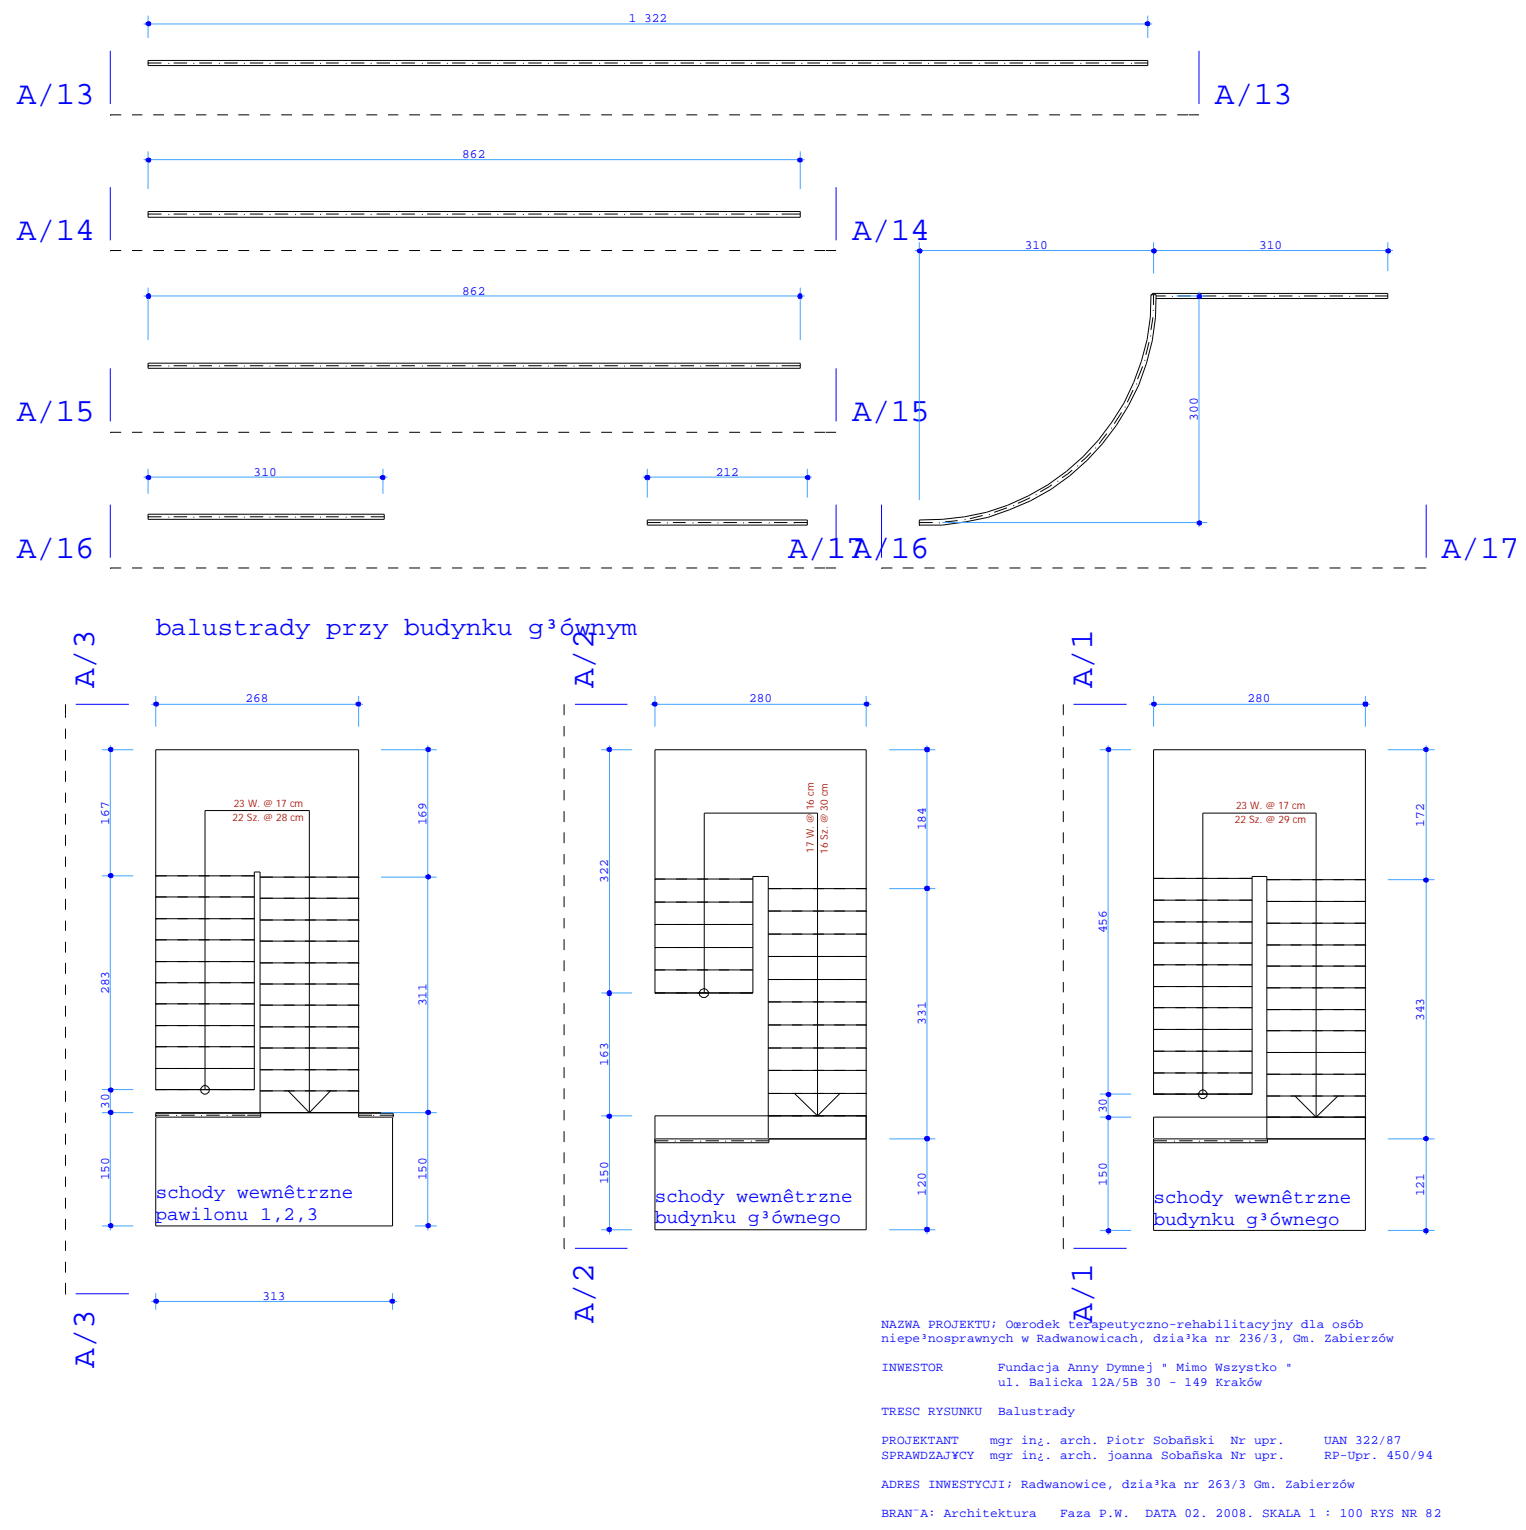 1 322
A/13 A/13
862
A/14 A/14
310 310
862
300
A/15 A/15
310 212
A/16 A/17 A/16 A/17
balustrady przy budynku g³ównym
A/3 A/2 A/1
268 280 280
23 W. @ 17 cm
22 Sz. @ 28 cm
17 W. @ 16 cm
16 Sz. @ 30 cm
23 W. @ 17 cm
22 Sz. @ 29 cm
167 169 322 184 456 172
283 311 163 331 343
30 30
150 150 150 120 150 121
schody wewnêtrzne
pawilonu 1,2,3
schody wewnêtrzne
budynku g³ównego
schody wewnêtrzne
budynku g³ównego
313
A/3 A/2 A/1
NAZWA PROJEKTU; Oœrodek terapeutyczno-rehabilitacyjny dla osób
niepe³nosprawnych w Radwanowicach, dzia³ka nr 236/3, Gm. Zabierzów
INWESTOR Fundacja Anny Dymnej " Mimo Wszystko "
ul. Balicka 12A/5B 30 - 149 Kraków
TRESC RYSUNKU Balustrady
PROJEKTANT mgr in¿. arch. Piotr Sobañski Nr upr. UAN 322/87
SPRAWDZAJ¥CY mgr in¿. arch. joanna Sobañska Nr upr. RP-Upr. 450/94
ADRES INWESTYCJI; Radwanowice, dzia³ka nr 263/3 Gm. Zabierzów
BRAN¯A: Architektura Faza P.W. DATA 02. 2008. SKALA 1 : 100 RYS NR 82